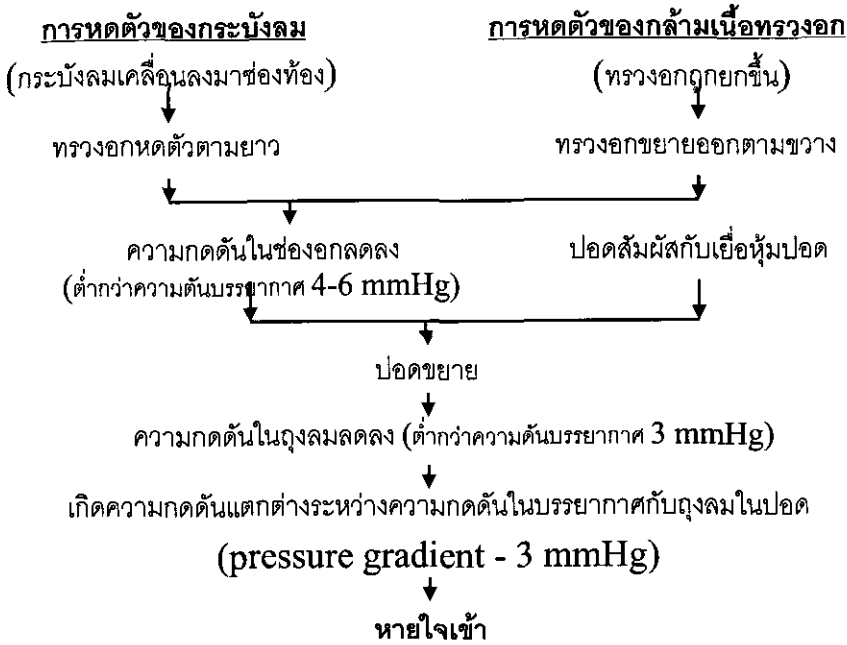 การหดตัวของกระบังลม
การหดตัวของกล้ามเนื้อทรวงอก
(กระบังลมเคลื่อนลงมาช่องท้อง)
(ทรวงอกถูกยกขึ้น)
ทรวงอกหดตัวตามยาว
ทรวงอกขยายออกตามขวาง
ความกดดันในช่องอกลดลง
ปอดสัมผัสกับเยื่อหุ้มปอด
(ต่ำกว่าความดันบรรยากาศ 4-6 mmHg)
ปอดขยาย
ความกดดันในถุงลมลดลง (ต่ำกว่าความดันบรรยากาศ 3 mmHg)
เกิดความกดดันแตกต่างระหว่างความกดดันในบรรยากาศกับถุงลมในปอด
(pressure gradient - 3 mmHg)
หายใจเข้า